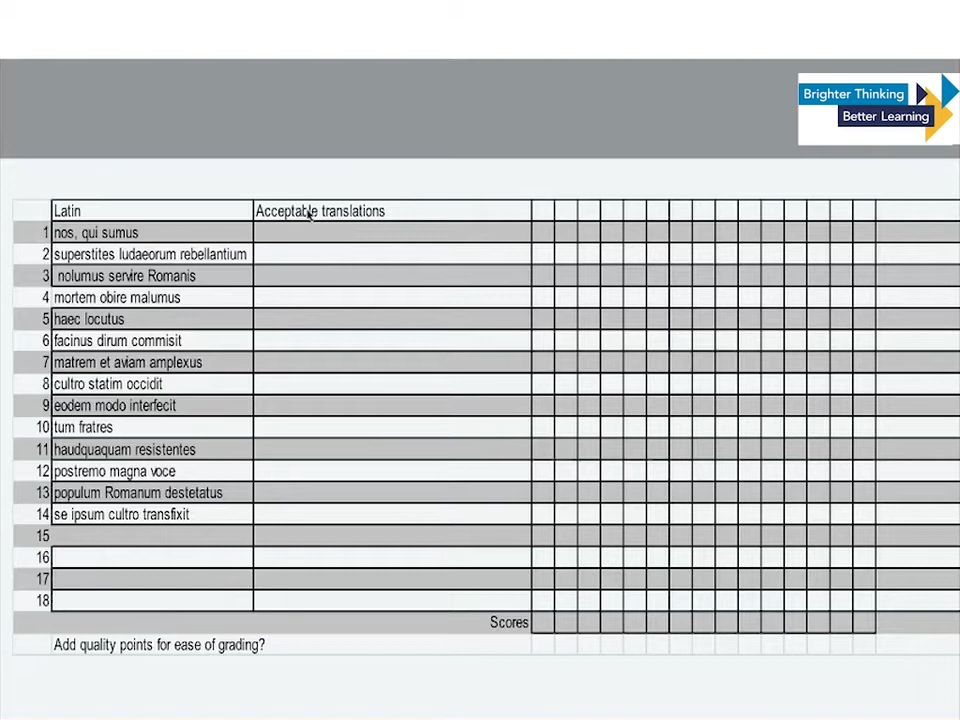 Brighter Thinking
Better Learning
Latin Acceptable translations
1 nos, qui sumus
2 superstites Iudaeorum rebellantium
3 nolumus servire Romanis
4 mortem obire malumus
5 haec locutus
6 facinus dirum commisit
7 matrem et aviam amplexus
8 cultro statim occidit
9 eodem modo interfecit
10 tum fratres
11 haudquaquam resistentes
12 postremo magna voce
13 populum Romanum destetatus
14 se ipsum cultro transfixit
15
16
17
18
Scores
Add quality points for ease of grading?